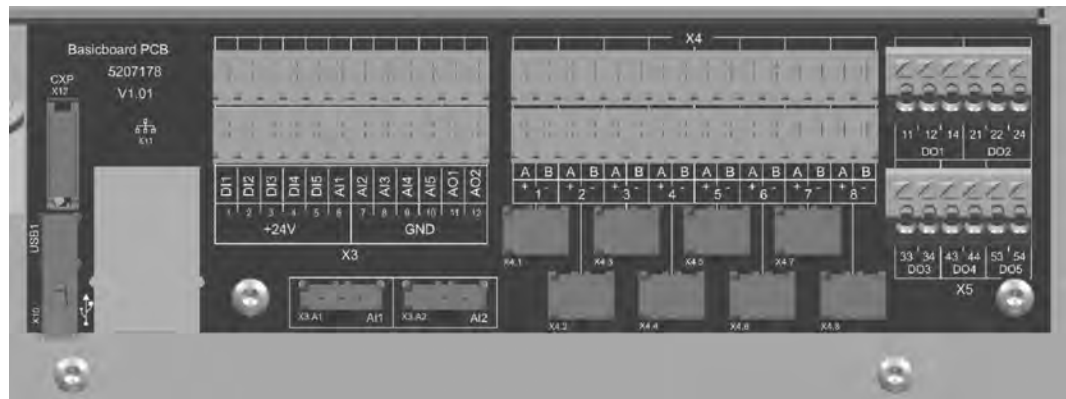 Basicboard PCB
5207178
V1.01
CXP
X12
X11
USB1
X10
DI1 DI2 DI3 DI4 DI5 AI1 AI2 AI3 AI4 AI5 AO1 AO2
1 2 3 4 5 6 7 8 9 10 11 12
+24V GND
X3
X3.A1 AI1 X3.A2 AI2
X4
A B A B A B A B A B A B A B A B
+ 1 - + 2 - + 3 - + 4 - + 5 - + 6 - + 7 - + 8 -
X4.1 X4.3 X4.5 X4.7
X4.2 X4.4 X4.6 X4.8
11 12 14 21 22 24
DO1 DO2
33 34 43 44 53 54
DO3 DO4 DO5
X5